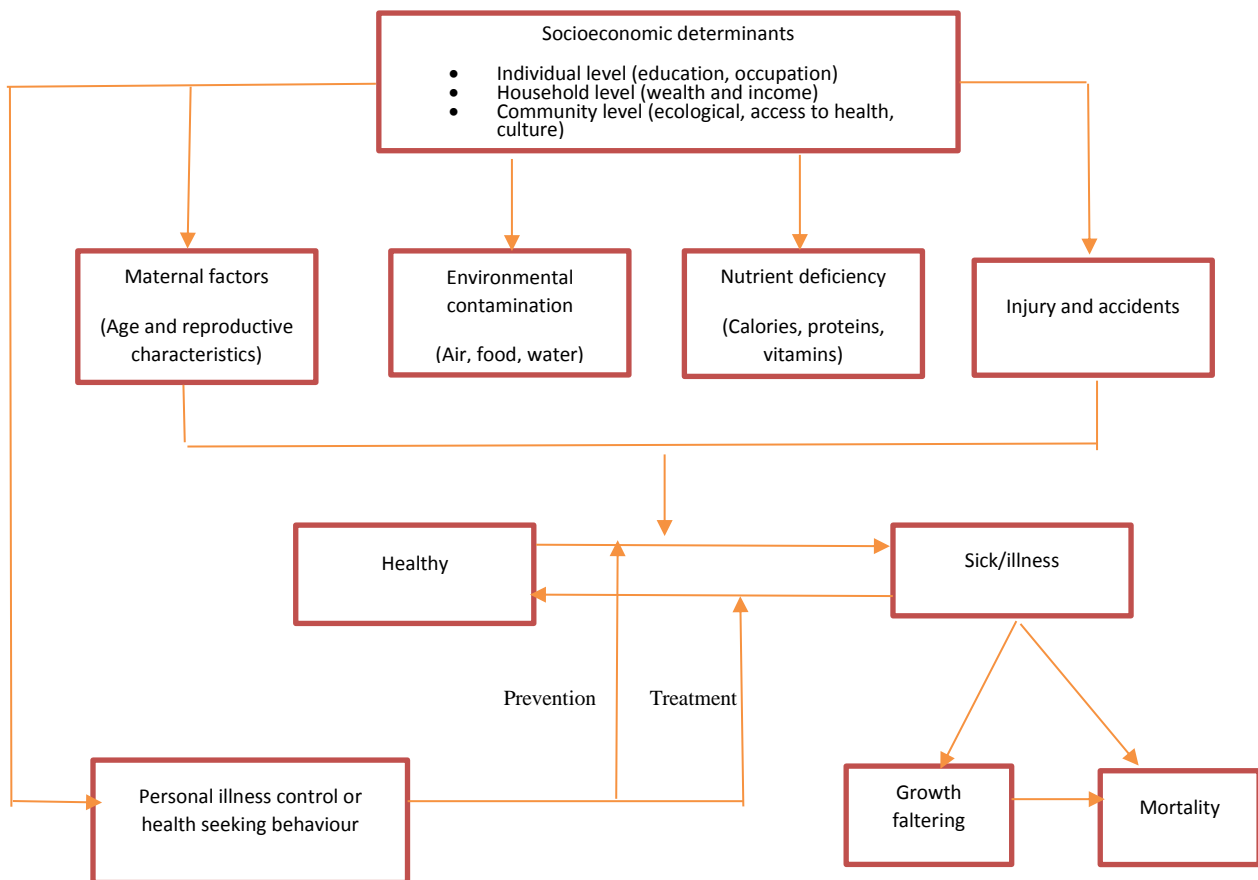 Socioeconomic determinants
• Individual level (education, occupation)
• Household level (wealth and income)
• Community level (ecological, access to health,
culture)
Maternal factors
(Age and reproductive
characteristics)
Environmental
contamination
(Air, food, water)
Nutrient deficiency
(Calories, proteins,
vitamins)
Injury and accidents
Healthy
Sick/illness
Prevention
Treatment
Personal illness control or
health seeking behaviour
Growth
faltering
Mortality